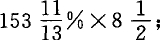 153 11/13 % × 8 1/2;